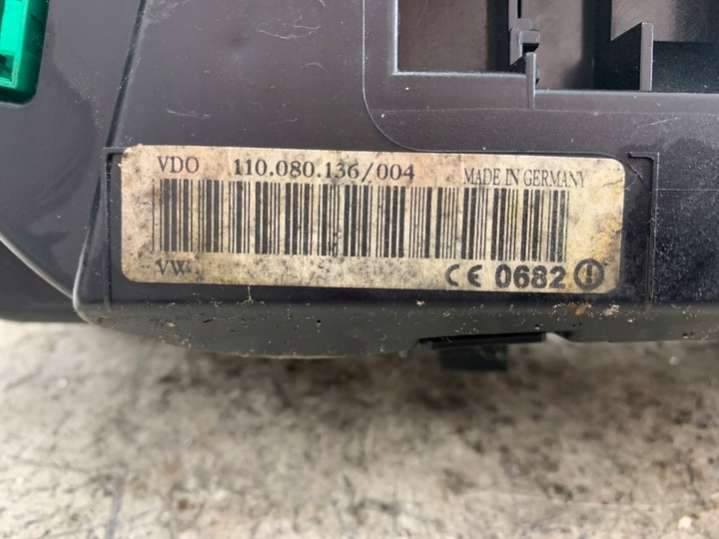 VDO 110.080.136/004 MADE IN GERMANY
VW
CE 0682